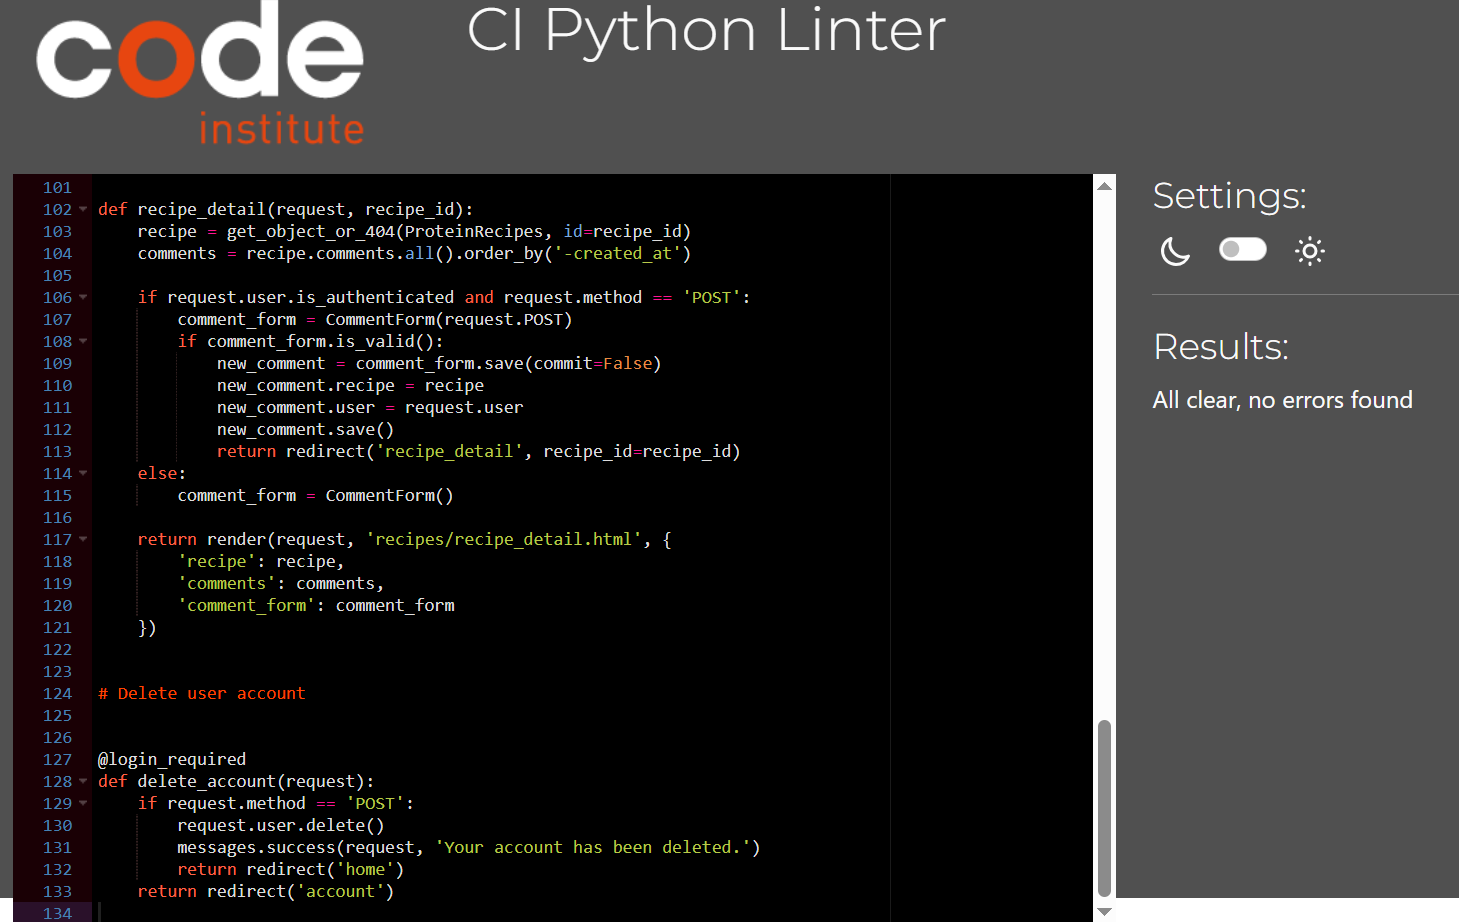 code
institute
CI Python Linter
101
102 def recipe_detail(request, recipe_id):
103     recipe = get_object_or_404(ProteinRecipes, id=recipe_id)
104     comments = recipe.comments.all().order_by('-created_at')
105
106     if request.user.is_authenticated and request.method == 'POST':
107         comment_form = CommentForm(request.POST)
108         if comment_form.is_valid():
109             new_comment = comment_form.save(commit=False)
110             new_comment.recipe = recipe
111             new_comment.user = request.user
112             new_comment.save()
113             return redirect('recipe_detail', recipe_id=recipe_id)
114     else:
115         comment_form = CommentForm()
116
117     return render(request, 'recipes/recipe_detail.html', {
118         'recipe': recipe,
119         'comments': comments,
120         'comment_form': comment_form
121     })
122
123
124 # Delete user account
125
126
127 @login_required
128 def delete_account(request):
129     if request.method == 'POST':
130         request.user.delete()
131         messages.success(request, 'Your account has been deleted.')
132         return redirect('home')
133     return redirect('account')
134
Settings:
Results:
All clear, no errors found